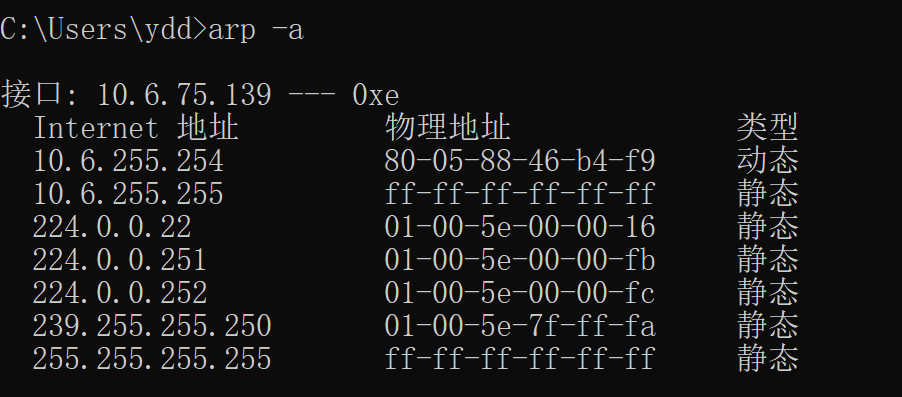 C:\Users\ydd>arp -a
接口: 10.6.75.139 --- 0xe
Internet 地址 物理地址 类型
10.6.255.254 80-05-88-46-b4-f9 动态
10.6.255.255 ff-ff-ff-ff-ff-ff 静态
224.0.0.22 01-00-5e-00-00-16 静态
224.0.0.251 01-00-5e-00-00-fb 静态
224.0.0.252 01-00-5e-00-00-fc 静态
239.255.255.250 01-00-5e-7f-ff-fa 静态
255.255.255.255 ff-ff-ff-ff-ff-ff 静态